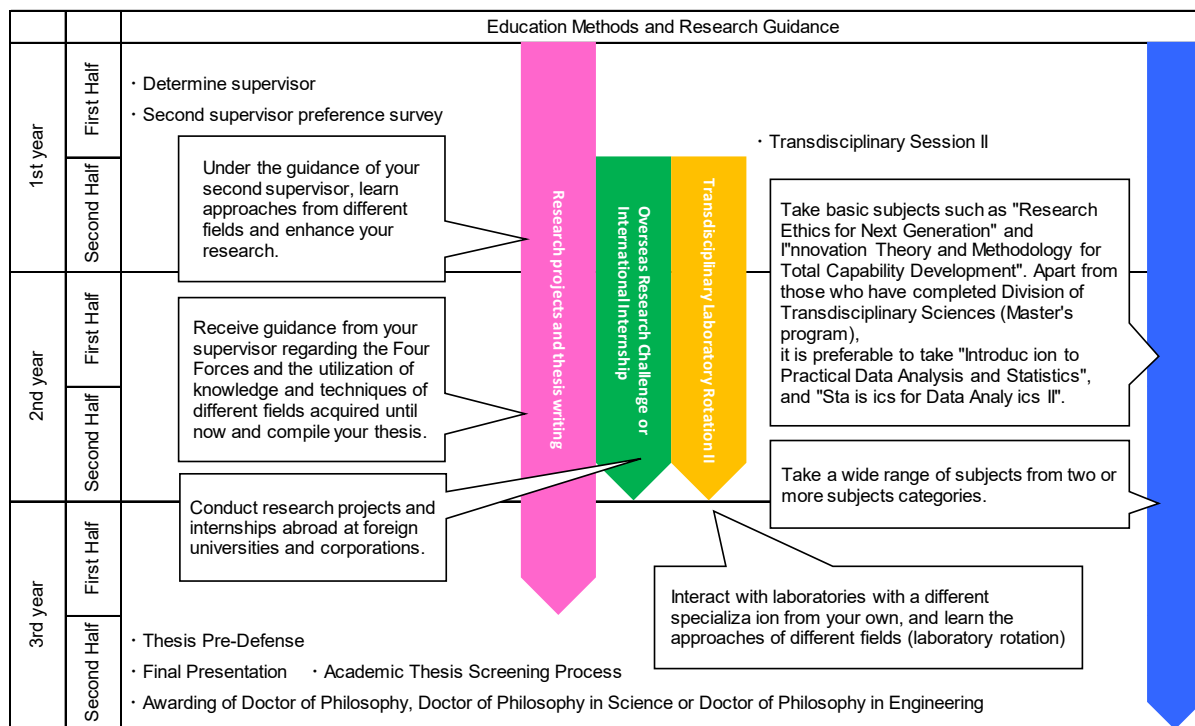 Education Methods and Research Guidance
1st year
First Half
Second Half
2nd year
First Half
Second Half
3rd year
First Half
Second Half
・Determine supervisor
・Second supervisor preference survey
・Transdisciplinary Session II
Under the guidance of your
second supervisor, learn
approaches from different
fields and enhance your
research.
Receive guidance from your
supervisor regarding the Four
Forces and the utilization of
knowledge and techniques of
different fields acquired until
now and compile your thesis.
Conduct research projects and
internships abroad at foreign
universities and corporations.
Research projects and thesis writing
Overseas Research Challenge or
International Internship
Transdisciplinary Laboratory Rotation II
Take basic subjects such as "Research
Ethics for Next Generation" and
I"nnovation Theory and Methodology for
Total Capability Development". Apart from
those who have completed Division of
Transdisciplinary Sciences (Master's
program),
it is preferable to take "Introduc ion to
Practical Data Analysis and Statistics",
and "Sta is ics for Data Analy ics II".
Take a wide range of subjects from two or
more subjects categories.
Interact with laboratories with a different
specializa ion from your own, and learn the
approaches of different fields (laboratory rotation)
・Thesis Pre-Defense
・Final Presentation ・Academic Thesis Screening Process
・Awarding of Doctor of Philosophy, Doctor of Philosophy in Science or Doctor of Philosophy in Engineering